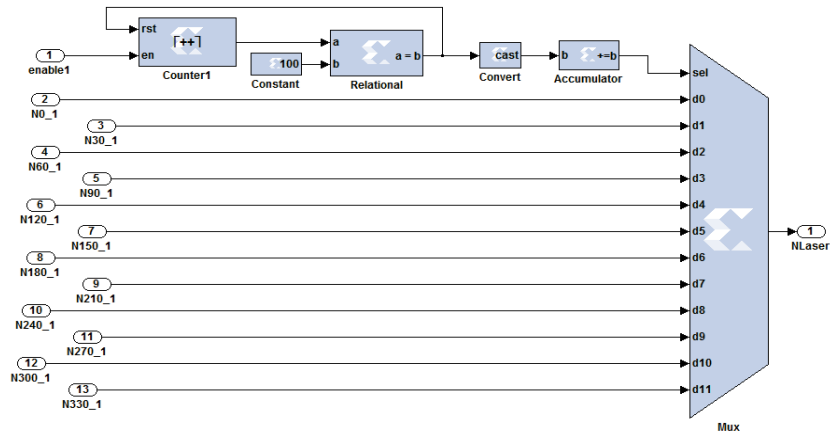 rst
⌈++⌉
en
Counter1
1
enable1
100
Constant
a
b
a = b
Relational
cast
Convert
b
+=b
Accumulator
sel
d0
d1
d2
d3
d4
d5
d6
d7
d8
d9
d10
d11
Mux
2
N0_1
3
N30_1
4
N60_1
5
N90_1
6
N120_1
7
N150_1
8
N180_1
9
N210_1
10
N240_1
11
N270_1
12
N300_1
13
N330_1
1
NLaser